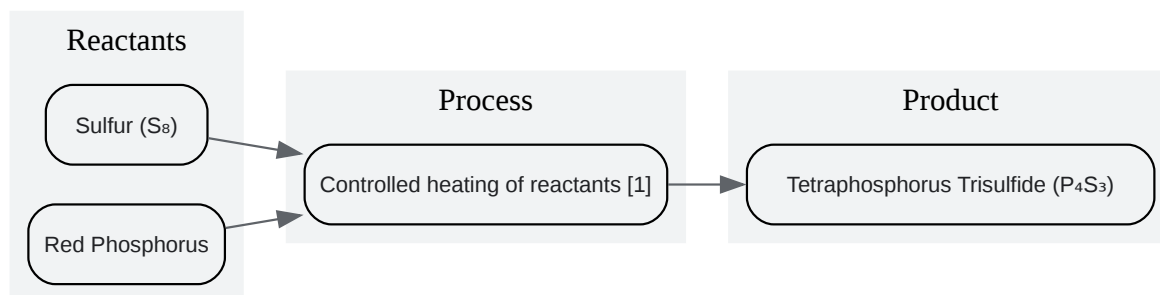 Reactants
Sulfur (S₈)
Red Phosphorus
Process
Controlled heating of reactants [1]
Product
Tetraphosphorus Trisulfide (P₄S₃)